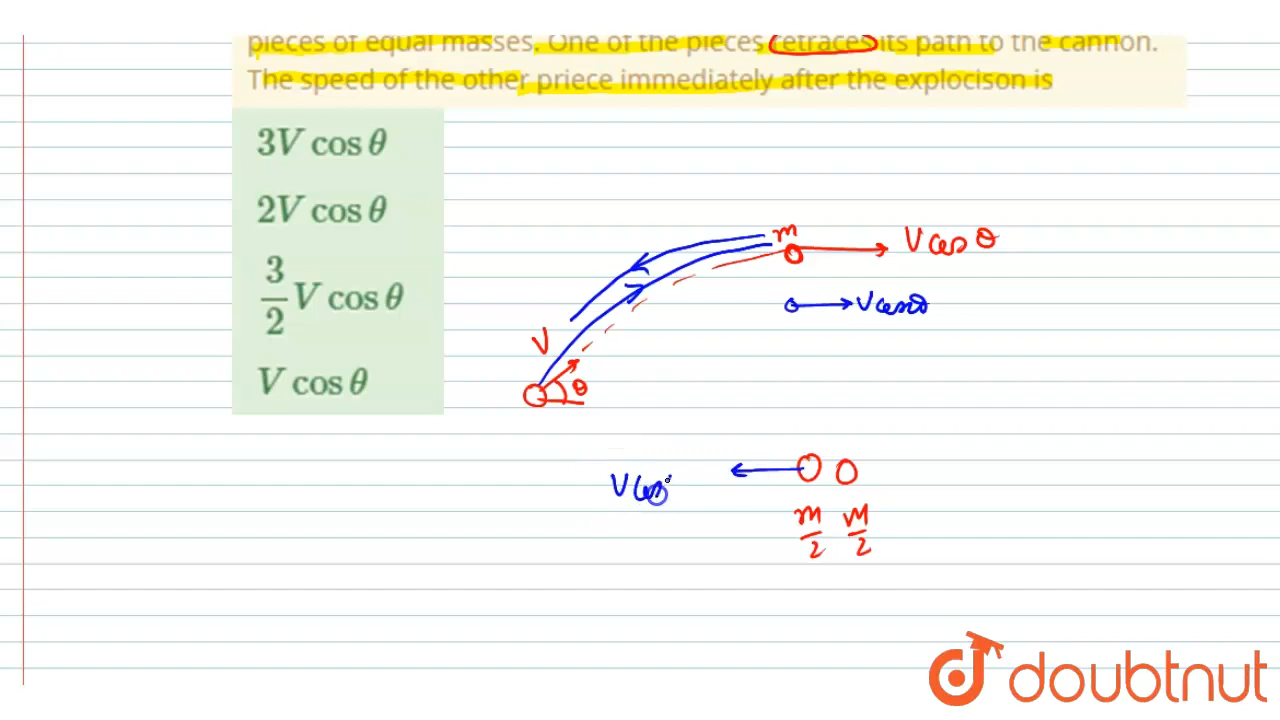 pieces of equal masses. One of the pieces retraces its path to the cannon.
The speed of the other priece immediately after the explocison is
3V cos θ
2V cos θ
3/2 V cos θ
V cos θ
m
V cos θ
V cos θ
V
θ
V cos
m/2 m/2
doubtnut